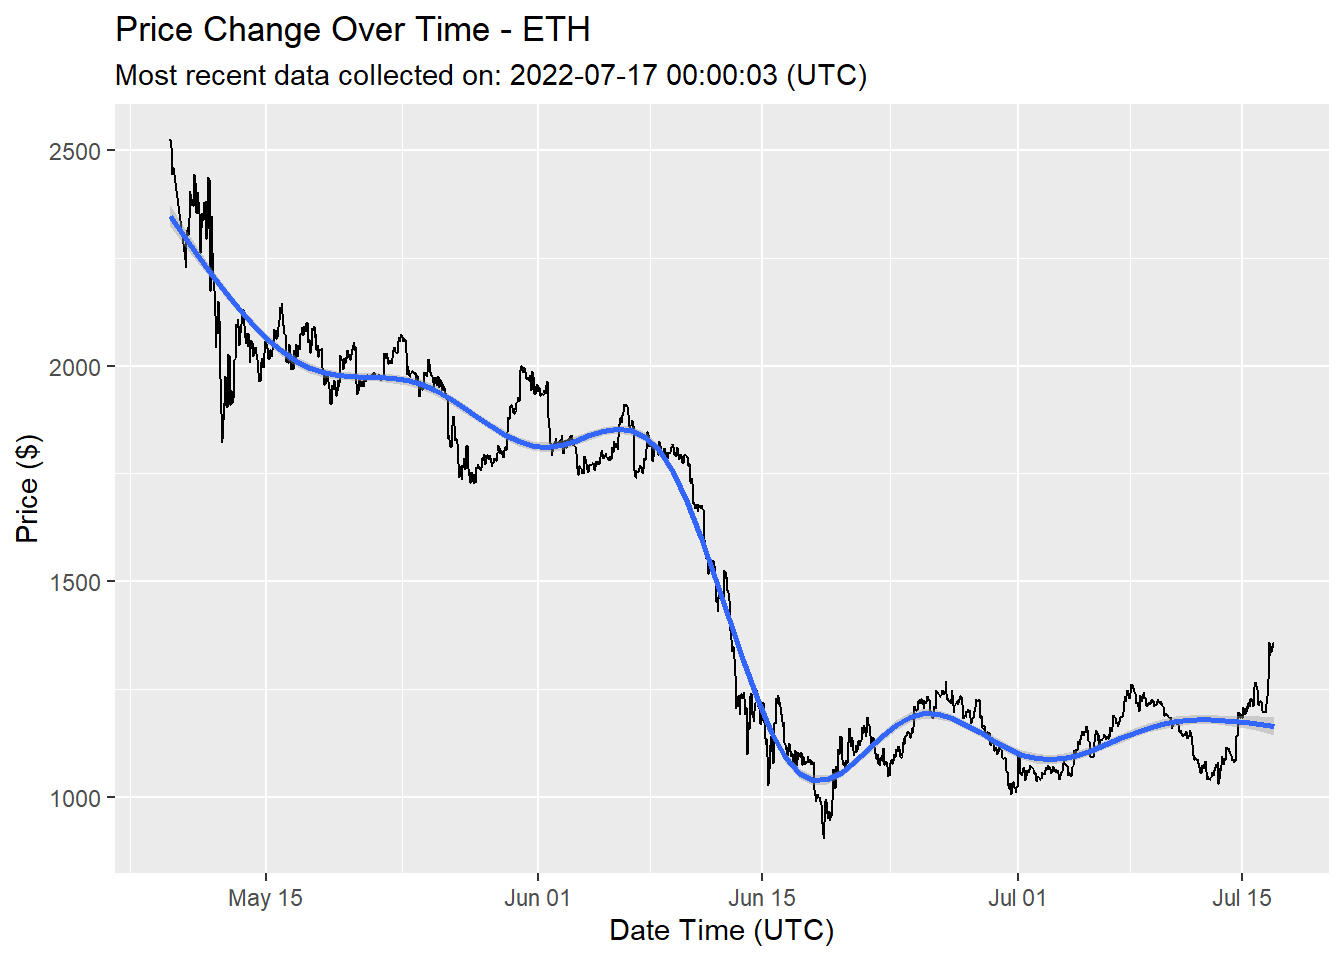 Price Change Over Time - ETH
Most recent data collected on: 2022-07-17 00:00:03 (UTC)
2500
2000
1500
1000
Price ($)
May 15
Jun 01
Jun 15
Jul 01
Jul 15
Date Time (UTC)